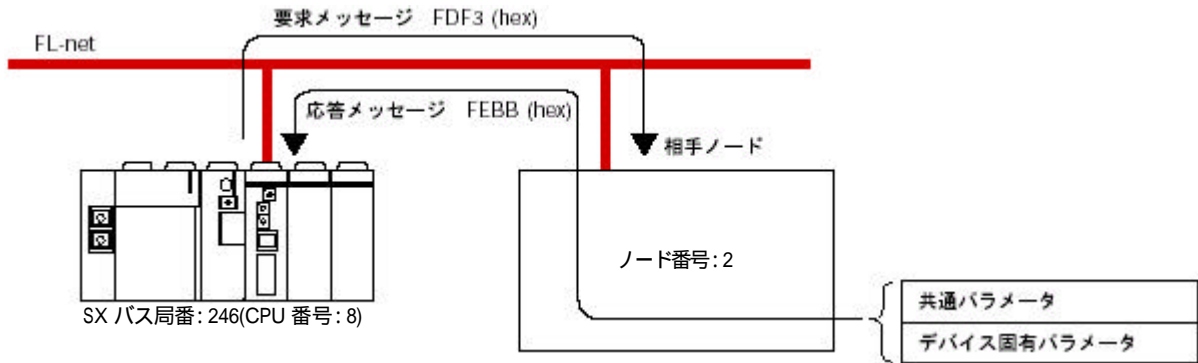 要求メッセージ FDF3 (hex)
FL-net
応答メッセージ FEBB (hex)
相手ノード
ノード番号: 2
SX バス局番: 246(CPU 番号: 8)
共通パラメータ
デバイス固有パラメータ